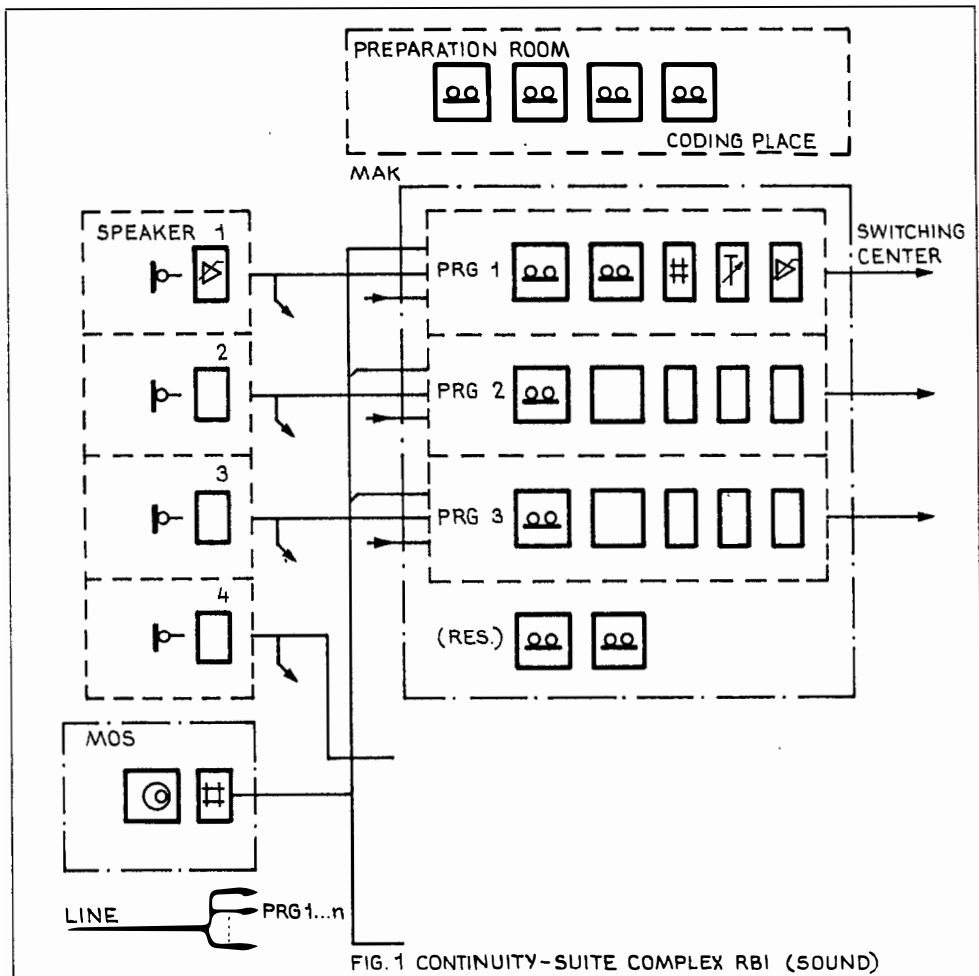 PREPARATION ROOM
CODING PLACE
MAK
SPEAKER 1
PRG 1
SWITCHING
CENTER
2
PRG 2
3
PRG 3
4
(RES.)
MOS
LINE
PRG 1...n
FIG. 1 CONTINUITY-SUITE COMPLEX RBI (SOUND)